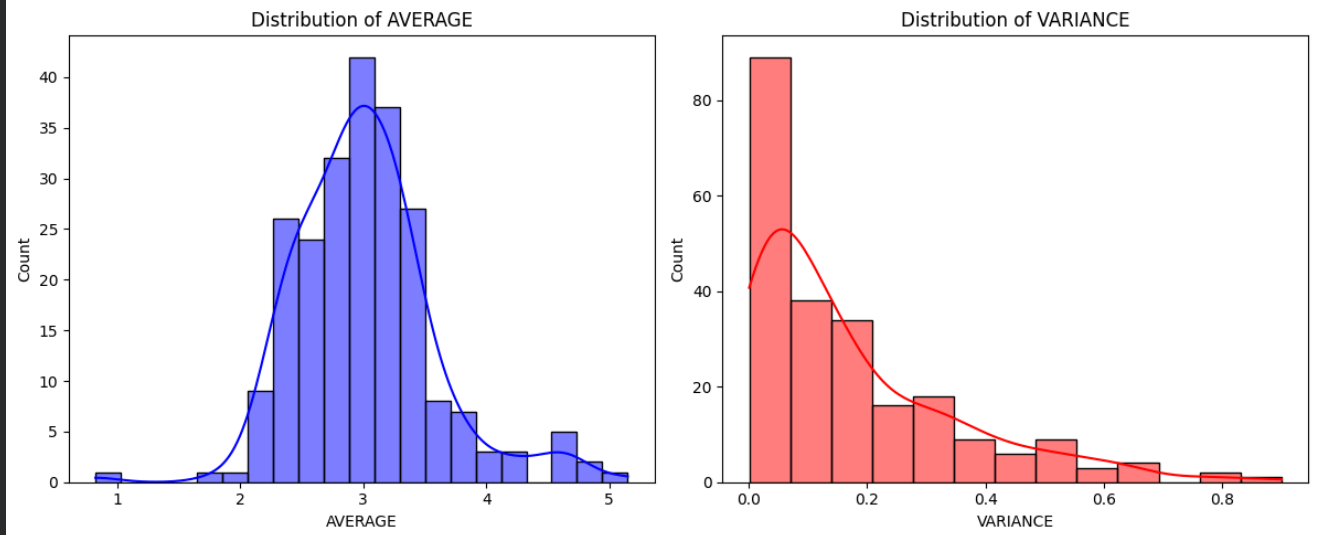 Distribution of AVERAGE
Count
40
35
30
25
20
15
10
5
0
1 2 3 4 5
AVERAGE
Distribution of VARIANCE
Count
80
60
40
20
0
0.0 0.2 0.4 0.6 0.8
VARIANCE